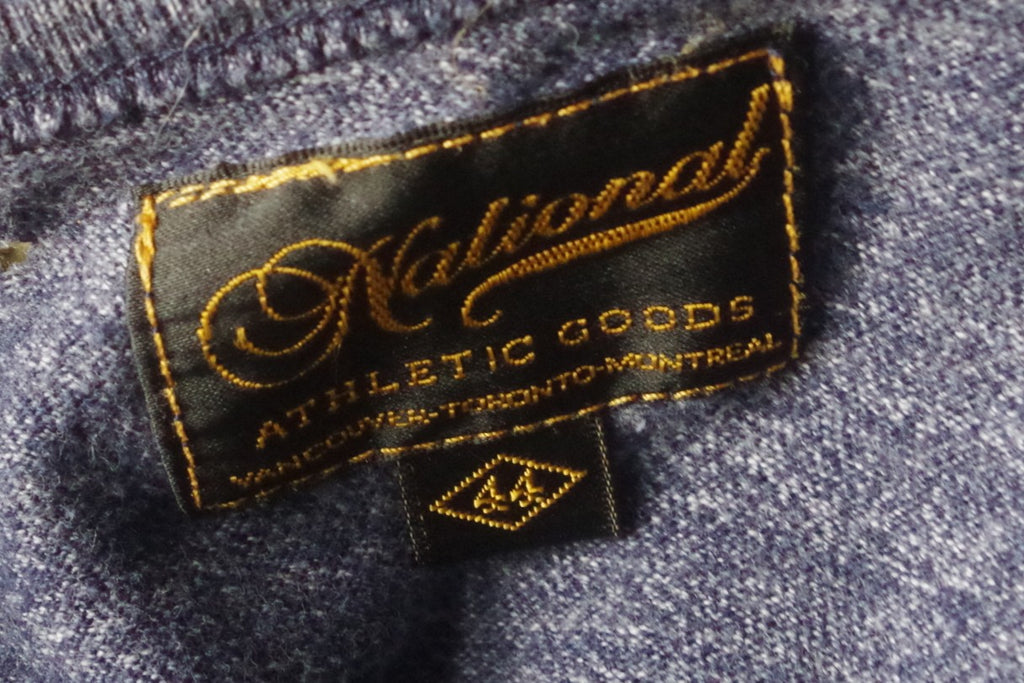 National
ATHLETIC GOODS
VANCOUVER-TORONTO-MONTREAL
44